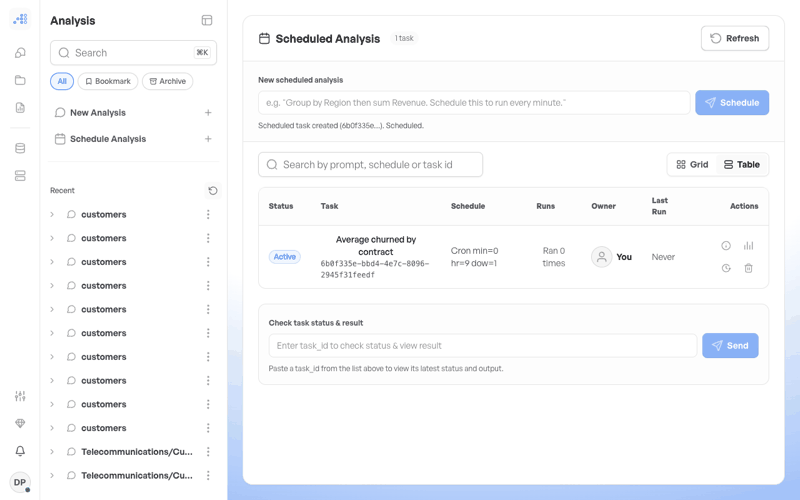 Analysis
Search
⌘K
All
Bookmark
Archive
New Analysis
Schedule Analysis
Recent
customers
customers
customers
customers
customers
customers
customers
customers
customers
customers
Telecommunications/Cu...
Telecommunications/Cu...
DP
Scheduled Analysis
1 task
Refresh
New scheduled analysis
e.g. "Group by Region then sum Revenue. Schedule this to run every minute."
Schedule
Scheduled task created (6b0f335e...). Scheduled.
Search by prompt, schedule or task id
Grid
Table
Status Task Schedule Runs Owner Last Run Actions
Active
Average churned by
contract
6b0f335e-bbd4-4e7c-8096-
2945f31feedf
Cron min=0
hr=9 dow=1
Ran 0
times
You
Never
Check task status & result
Enter task_id to check status & view result
Send
Paste a task_id from the list above to view its latest status and output.